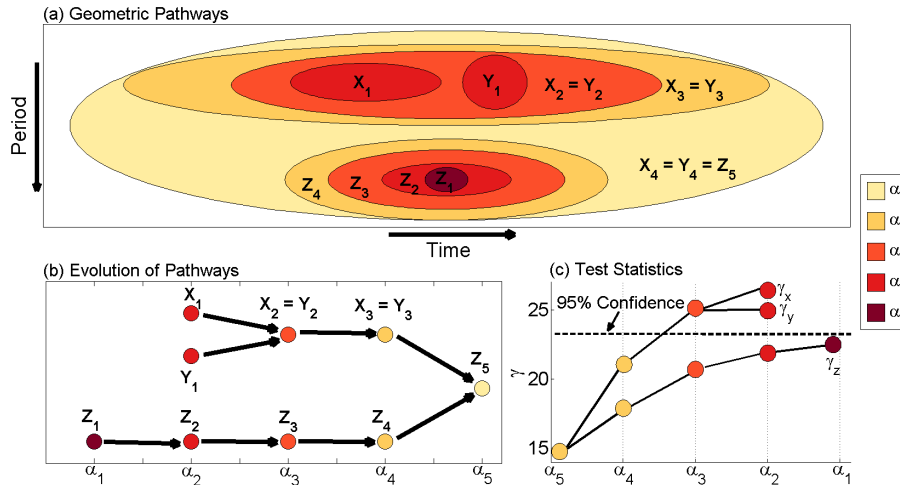 (a) Geometric Pathways
Period
X₁
Y₁
X₂ = Y₂
X₃ = Y₃
Z₄
Z₃
Z₂
Z₁
X₄ = Y₄ = Z₅
Time
α
α
α
α
α
(b) Evolution of Pathways
X₁
X₂ = Y₂
X₃ = Y₃
Y₁
Z₅
Z₁
Z₂
Z₃
Z₄
α₁
α₂
α₃
α₄
α₅
(c) Test Statistics
95% Confidence
γₓ
γᵧ
γ_z
γ
25
20
15
α₅
α₄
α₃
α₂
α₁